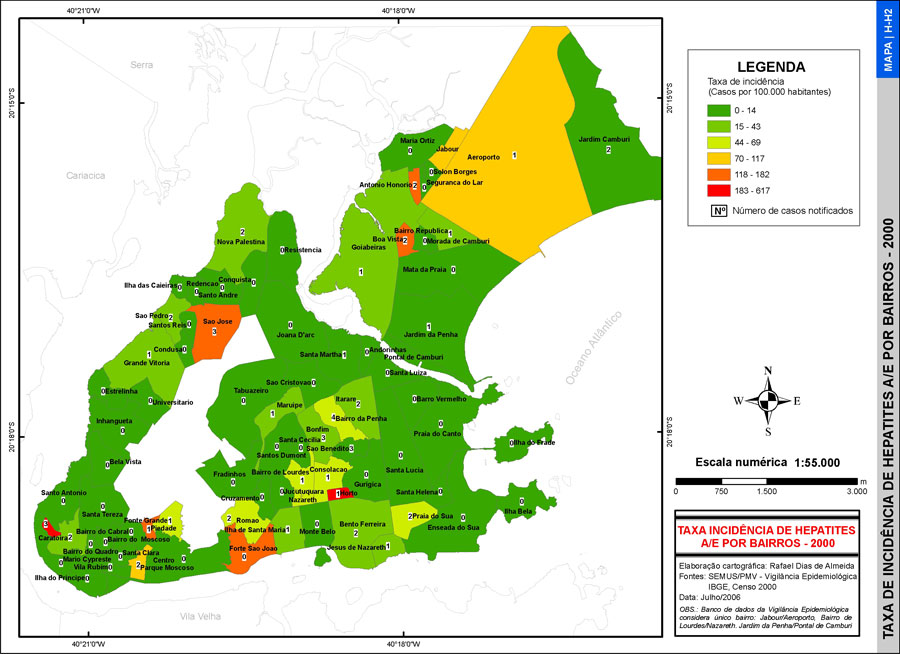 40°21'0"W
40°18'0"W
MAPA | H-H2
TAXA DE INCIDÊNCIA DE HEPATITES A/E POR BAIRROS - 2000
Serra
Cariacica
Vila Velha
Oceano Atlântico
20°15'0"S
20°15'0"S
20°18'0"S
20°18'0"S
40°21'0"W
40°18'0"W
LEGENDA
Taxa de incidência
(Casos por 100.000 habitantes)
0 - 14
15 - 43
44 - 69
70 - 117
118 - 182
183 - 617
Nº Número de casos notificados
Maria Ortiz
0
Jabour
Aeroporto
1
Jardim Camburi
2
0 Solon Borges
Antonio Honorio 2
0 Seguranca do Lar
Bairro Republica
1
Boa Vista
2
0 Morada de Camburi
Goiabeiras
1
Mata da Praia 0
2
Nova Palestina
0 Resistencia
Ilha das Caieiras 0
Redencao
0
Conquista 0
0
Santo Andre
Sao Pedro 2
Santos Reis 0
Sao Jose
3
Condusa 0
1
Grande Vitoria
0
Joana D'arc
1
Jardim da Penha
Santa Martha 1
0 Andorinhas
Pontal de Camburi
0 Santa Luiza
0 Estrelinha
0 Universitario
Inhangueta
0
Sao Cristovao 0
Tabuazeiro
0
Maruipe
1
Itarare 2
4 Bairro da Penha
0 Barro Vermelho
0
Praia do Canto
0 Ilha do Frade
Bonfim
3
Santa Cecilia
0
0
Sao Benedito 3
Santos Dumont
0 Bela Vista
Fradinhos
0
Bairro de Lourdes
1
Consolacao
1
0
Gurigica
0
Santa Lucia
Santo Antonio
0
Cruzamento 0
0 Jucutuquara
Nazareth
1 Horto
Santa Helena 0
0
Ilha Bela
0
Santa Tereza
3
Caratoira 2
Fonte Grande 1
1 Piedade
Bairro do Cabral 0
0 Bairro do Moscoso
Bairro do Quadro 0
Santa Clara
0
Mario Cypreste
Vila Rubim 0
2
Parque Moscoso
Centro 0
Ilha do Principe 0
2
Romao
Ilha de Santa Maria 1
Forte Sao Joao
0
0
Monte Belo
Bento Ferreira
2
2 Praia do Sua
0
Enseada do Sua
Jesus de Nazareth 1
N
W E
S
Escala numérica 1:55.000
0 750 1.500 3.000 m
TAXA INCIDÊNCIA DE HEPATITES
A/E POR BAIRROS - 2000
Elaboração cartográfica: Rafael Dias de Almeida
Fontes: SEMUS/PMV - Vigilância Epidemiológica
IBGE, Censo 2000
Data: Julho/2006
OBS.: Banco de dados da Vigilância Epidemiológica
considera único bairro: Jabour/Aeroporto, Bairro de
Lourdes/Nazareth. Jardim da Penha/Pontal de Camburi